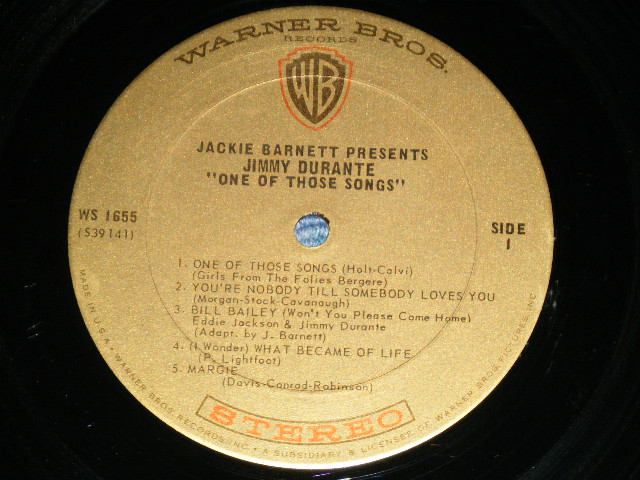 WARNER BROS.
RECORDS
WB
JACKIE BARNETT PRESENTS
JIMMY DURANTE
"ONE OF THOSE SONGS"
WS 1655
(S39141)
SIDE
1
1. ONE OF THOSE SONGS (Holt-Calvi)
(Girls From The Folies Bergere)
2. YOU'RE NOBODY TILL SOMEBODY LOVES YOU
(Morgan-Stock-Cavanaugh)
3. BILL BAILEY (Won't You Please Come Home)
Eddie Jackson & Jimmy Durante
(Adapt. by J. Barnett)
4. (I Wonder) WHAT BECAME OF LIFE
(P. Lightfoot)
5. MARGIE
(Davis-Conrad-Robinson)
STEREO
MADE IN U.S.A. • WARNER BROS. RECORDS INC. • A SUBSIDIARY & LICENSEE OF WARNER BROS. PICTURES, INC.